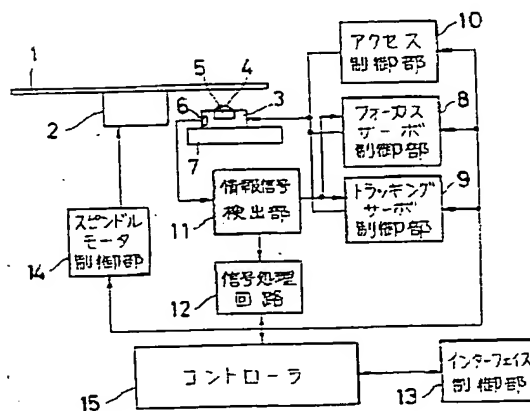 10
アクセス
制御部
1
5 4
6
3
8
フォーカス
サーボ
制御部
2
7
9
トラッキング
サーボ
制御部
情報信号
検出部
11
スピンドル
モータ
制御部
14
12
信号処理
回路
コントローラ
15
インターフェイス
制御部
13